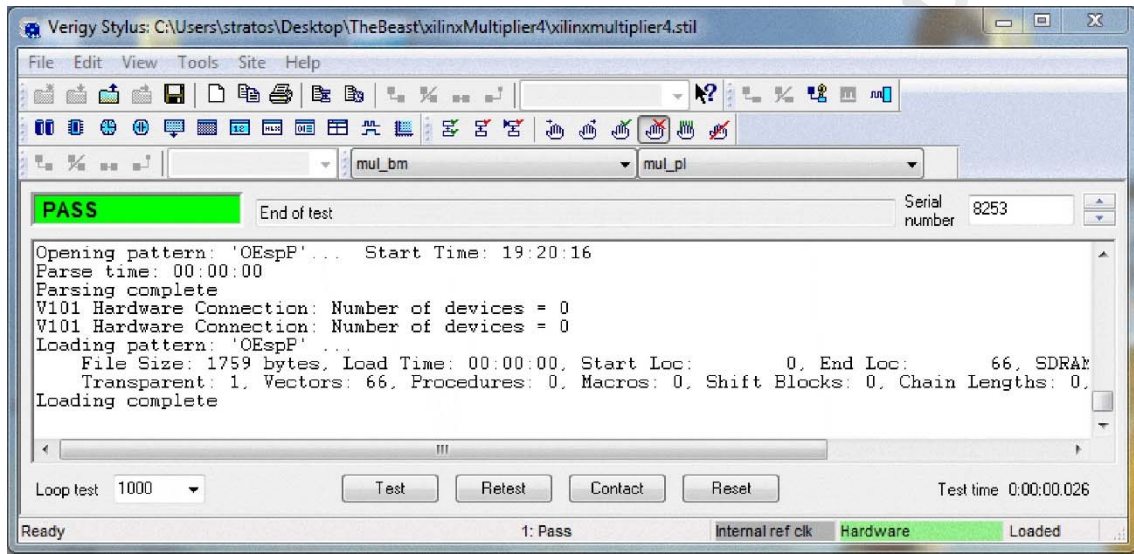 Verigy Stylus: C:\Users\stratos\Desktop\TheBeast\xilinxMultiplier4\xilinxmultiplier4.stil
File Edit View Tools Site Help
mul_bm mul_pl
PASS End of test Serial number 8253
Opening pattern: 'OEspP'... Start Time: 19:20:16
Parse time: 00:00:00
Parsing complete
V101 Hardware Connection: Number of devices = 0
V101 Hardware Connection: Number of devices = 0
Loading pattern: 'OEspP' ...
File Size: 1759 bytes, Load Time: 00:00:00, Start Loc: 0, End Loc: 66, SDRAM
Transparent: 1, Vectors: 66, Procedures: 0, Macros: 0, Shift Blocks: 0, Chain Lengths: 0,
Loading complete
Loop test 1000 Test Retest Contact Reset Test time 0:00:00.026
Ready 1: Pass Internal ref clk Hardware Loaded